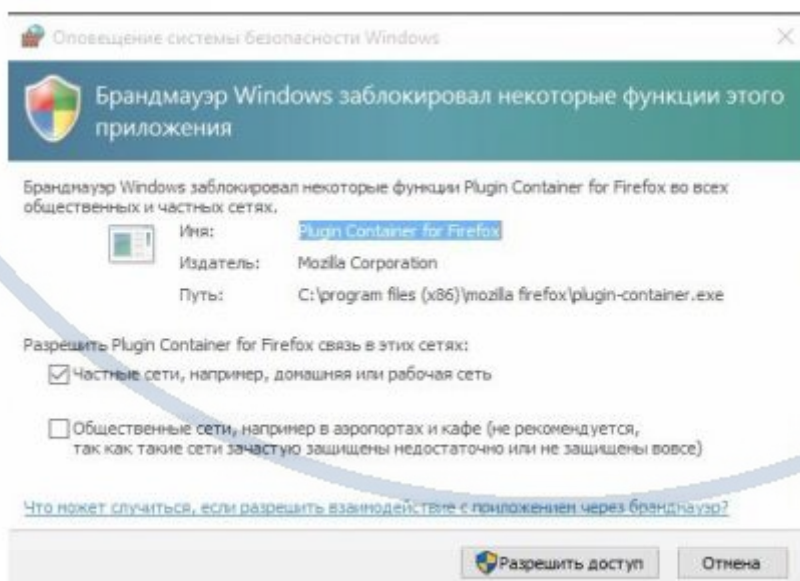 Оповещение системы безопасности Windows
Брандмауэр Windows заблокировал некоторые функции этого
приложения
Брандмауэр Windows заблокировал некоторые функции Plugin Container for Firefox во всех
общественных и частных сетях.
Имя: Plugin Container for Firefox
Издатель: Mozilla Corporation
Путь: C:\program files (x86)\mozilla firefox\plugin-container.exe
Разрешить Plugin Container for Firefox связь в этих сетях:
Частные сети, например, домашняя или рабочая сеть
Общественные сети, например в аэропортах и кафе (не рекомендуется,
так как такие сети зачастую защищены недостаточно или не защищены вовсе)
Что может случиться, если разрешить взаимодействие с приложением через брандмауэр?
Разрешить доступ Отмена